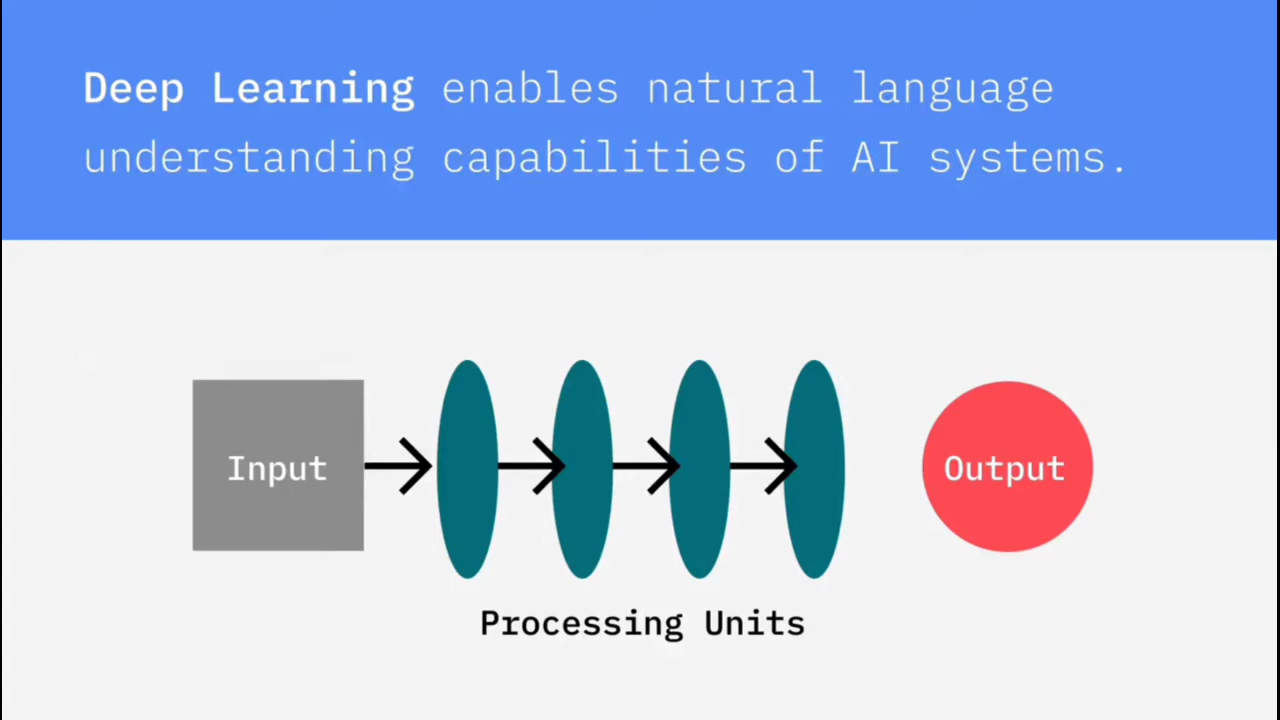 Deep Learning enables natural language
understanding capabilities of AI systems.
Input
Output
Processing Units